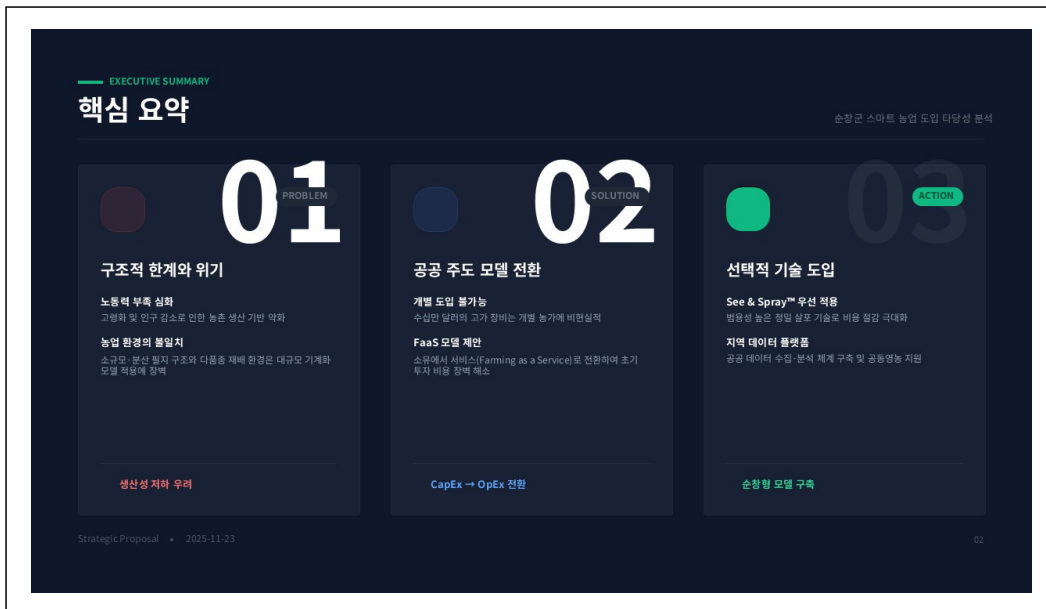 EXECUTIVE SUMMARY
핵심 요약
순창군 스마트 농업 도입 타당성 분석
01
PROBLEM
구조적 한계와 위기
노동력 부족 심화
고령화 및 인구 감소로 인한 농촌 생산 기반 약화
농업 환경의 불일치
소규모·분산 필지 구조와 다품종 재배 환경은 대규모 기계화
모델 적용에 장벽
생산성 저하 우려
02
SOLUTION
공공 주도 모델 전환
개별 도입 불가능
수십만 달러의 고가 장비는 개별 농가에 비현실적
FaaS 모델 제안
소유에서 서비스(Farming as a Service)로 전환하여 초기
투자 비용 장벽 해소
CapEx → OpEx 전환
03
ACTION
선택적 기술 도입
See & Spray™ 우선 적용
범용성 높은 정밀 살포 기술로 비용 절감 극대화
지역 데이터 플랫폼
공공 데이터 수집·분석 체계 구축 및 공동영농 지원
순창형 모델 구축
Strategic Proposal • 2025-11-23
02